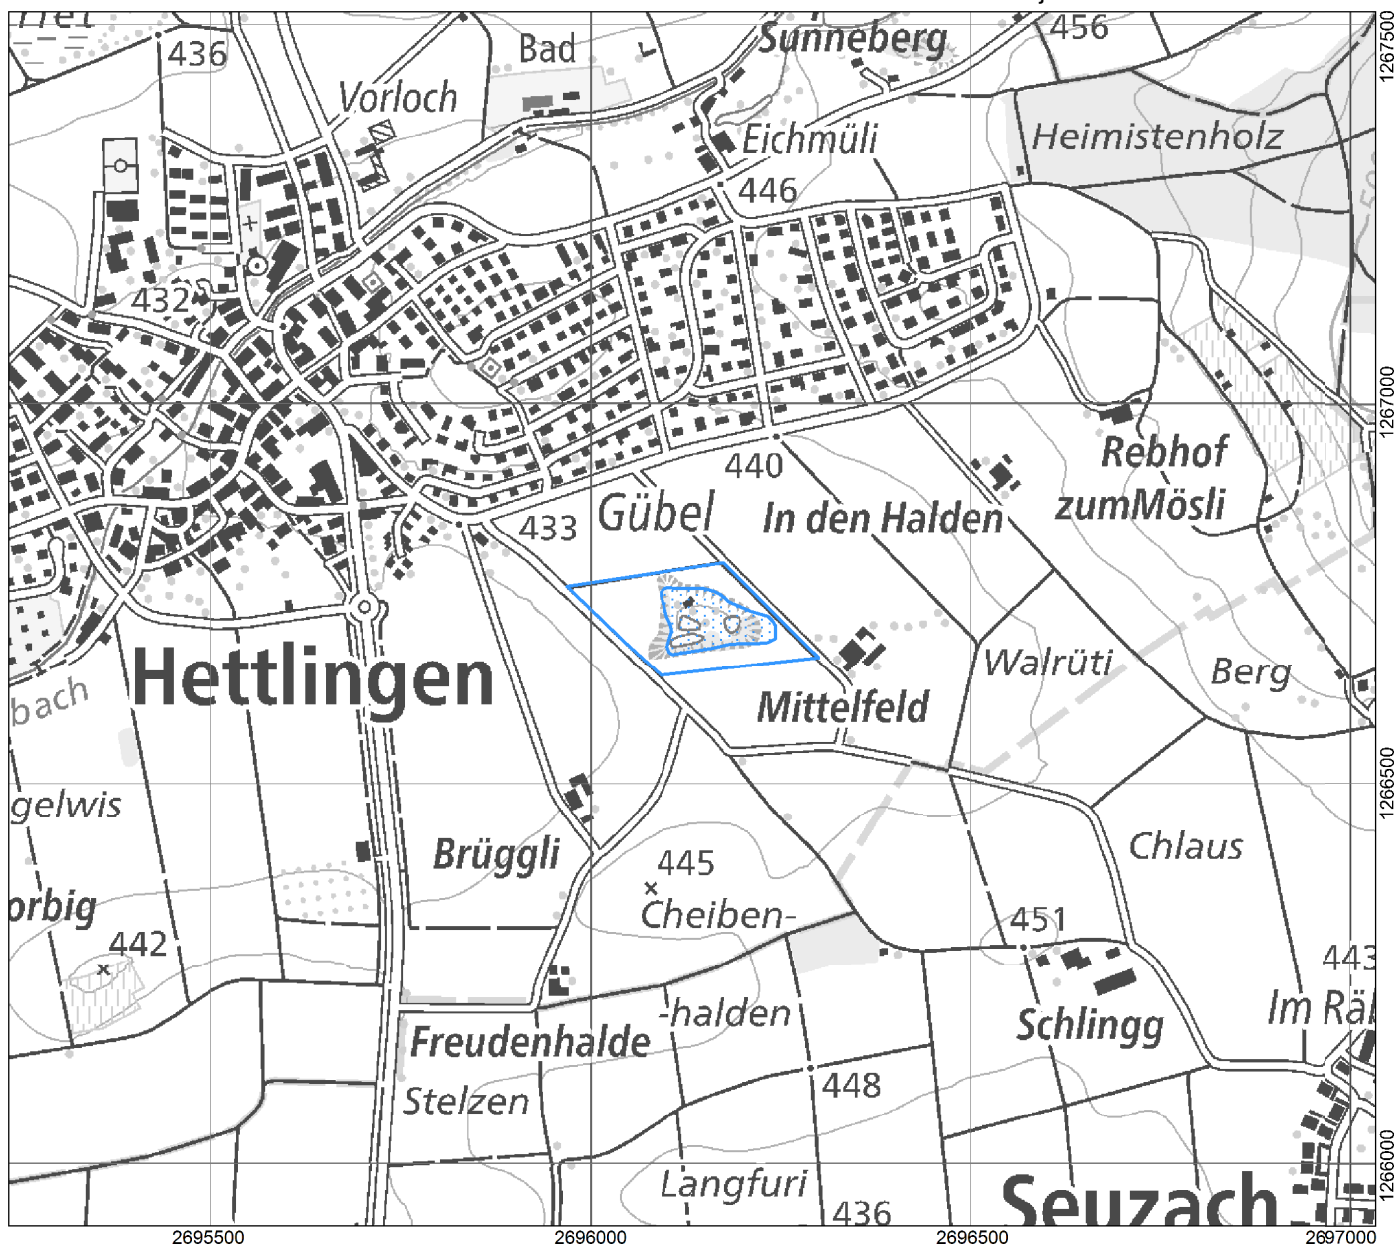 436
Bad
Sunneberg
456
1267500
Vorloch
Eichmüli
Heimistenholz
446
432
1267000
440
Rebhof
zumMösli
433
Gübel
In den Halden
Hettlingen
Walrüti
Berg
bach
Mittelfeld
1266500
gelwis
Brüggli
445
Chlaus
orbig
Cheiben-
442
451
443
-halden
Im Rä
Freudenhalde
Schlingg
448
Stelzen
1266000
Langfuri
Seuzach
436
2695500
2696000
2696500
2697000